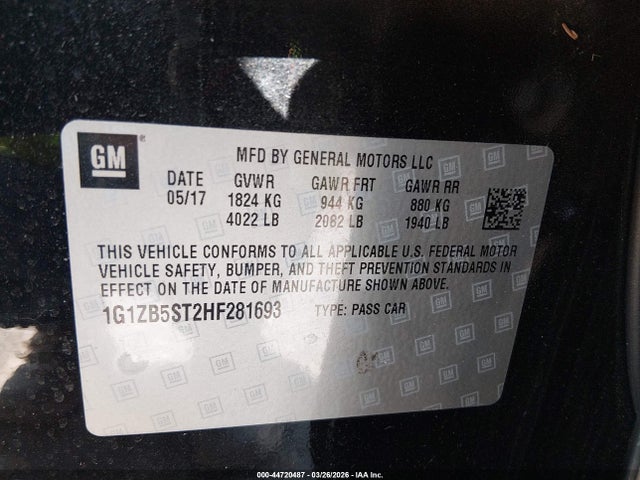 GM
MFD BY GENERAL MOTORS LLC
DATE GVWR GAWR FRT GAWR RR
05/17 1824 KG 944 KG 880 KG
4022 LB 2082 LB 1940 LB
THIS VEHICLE CONFORMS TO ALL APPLICABLE U.S. FEDERAL MOTOR
VEHICLE SAFETY, BUMPER, AND THEFT PREVENTION STANDARDS IN
EFFECT ON THE DATE OF MANUFACTURE SHOWN ABOVE.
1G1ZB5ST2HF281693 TYPE: PASS CAR
000-44720487 - 03/26/2026 - IAA Inc.